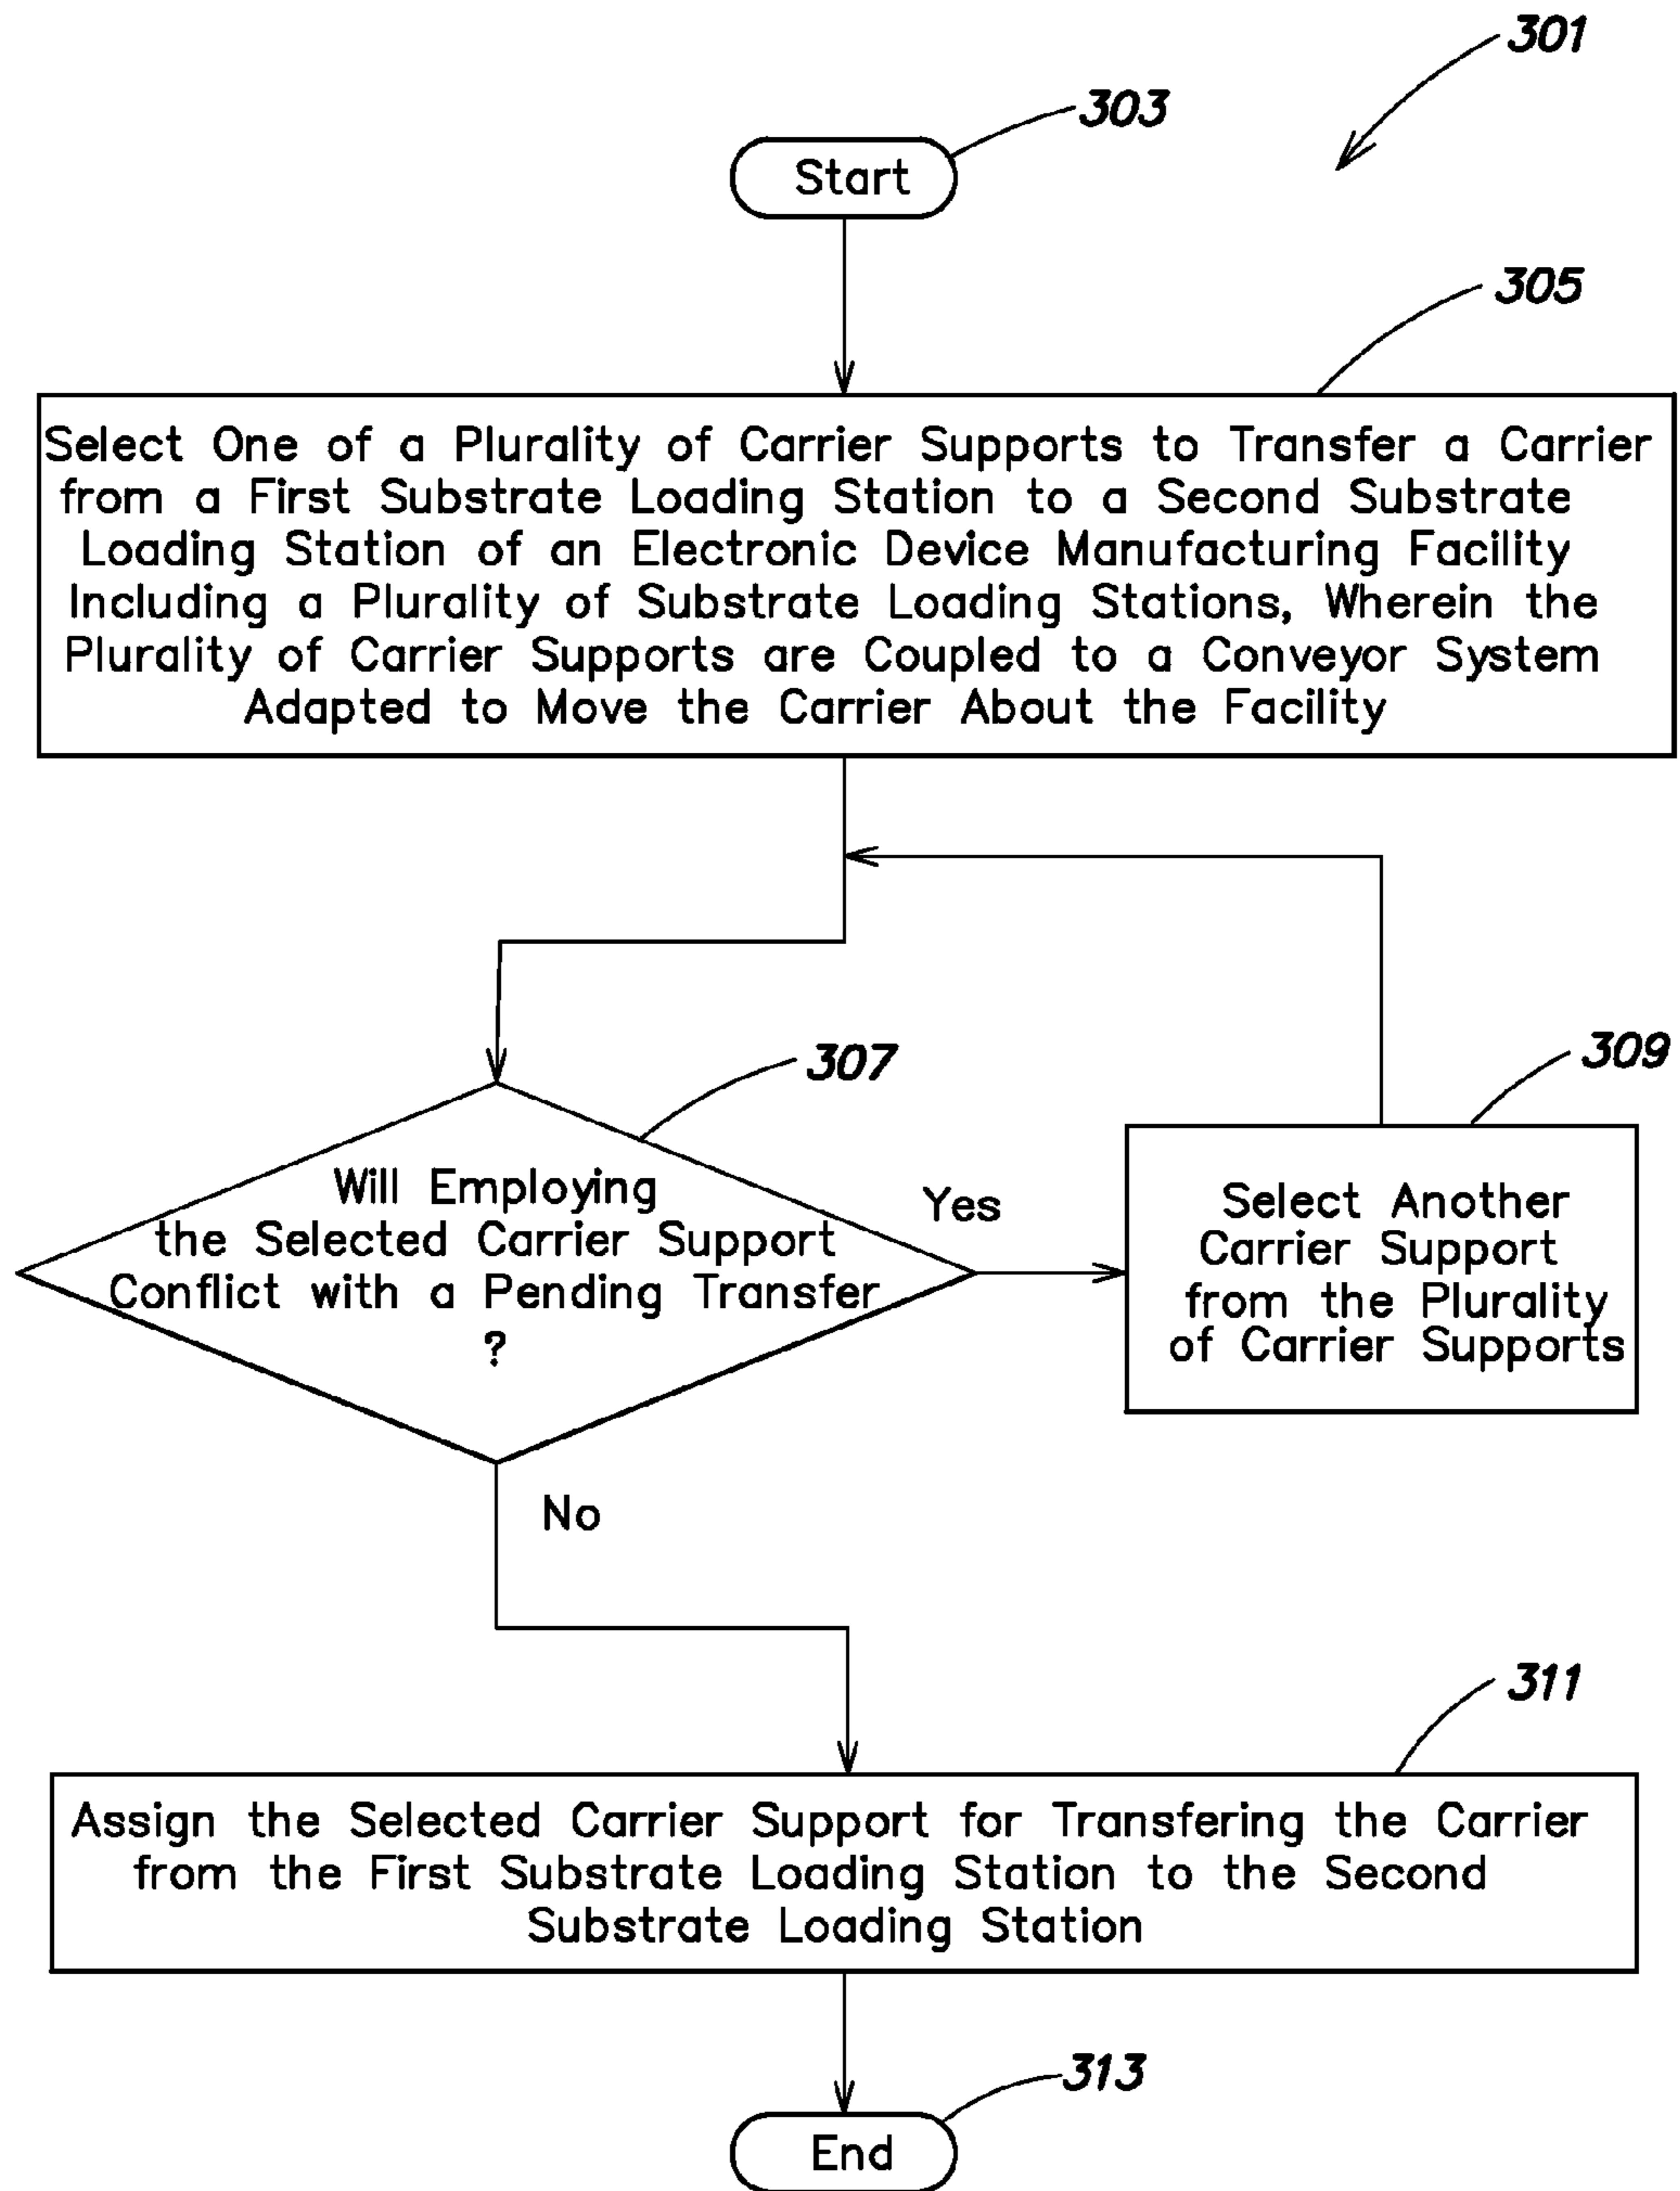 301
303
Start
305
Select One of a Plurality of Carrier Supports to Transfer a Carrier
from a First Substrate Loading Station to a Second Substrate
Loading Station of an Electronic Device Manufacturing Facility
Including a Plurality of Substrate Loading Stations, Wherein the
Plurality of Carrier Supports are Coupled to a Conveyor System
Adapted to Move the Carrier About the Facility
307
Will Employing
the Selected Carrier Support
Conflict with a Pending Transfer
?
Yes
309
Select Another
Carrier Support
from the Plurality
of Carrier Supports
No
311
Assign the Selected Carrier Support for Transfering the Carrier
from the First Substrate Loading Station to the Second
Substrate Loading Station
313
End